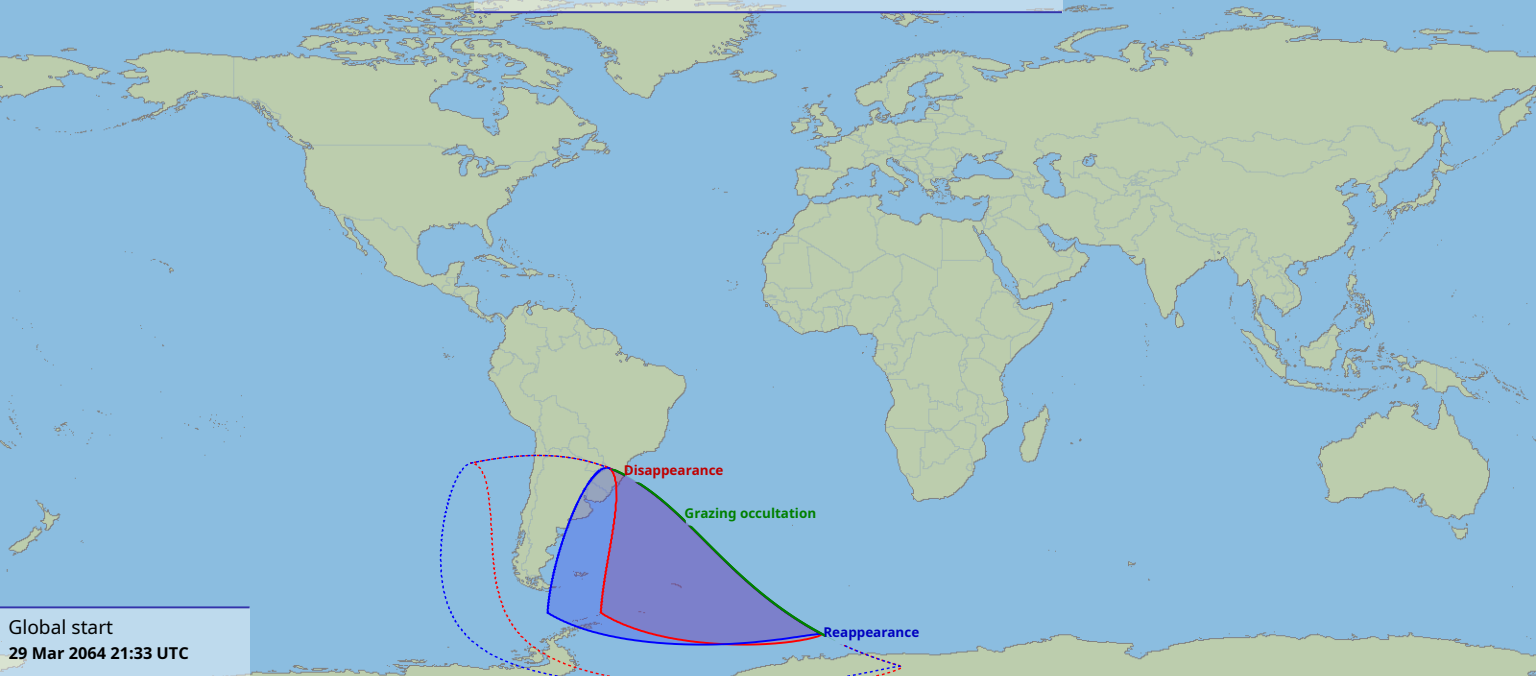 Disappearance
Grazing occultation
Reappearance
Global start
29 Mar 2064 21:33 UTC